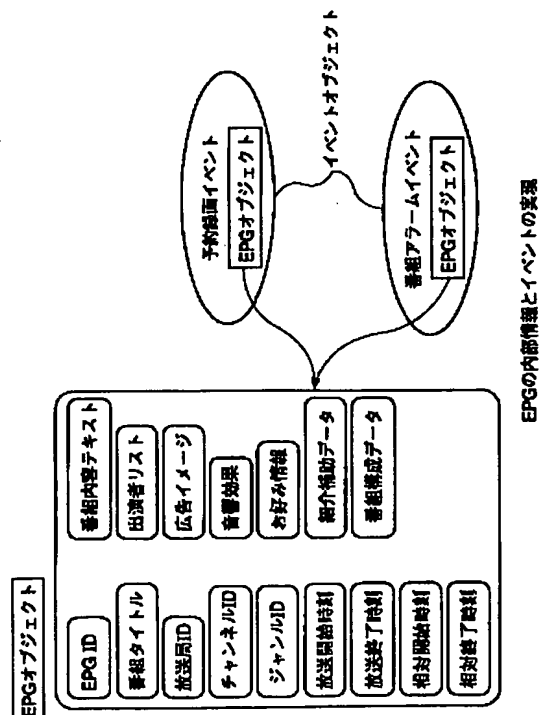 EPGオブジェクト
EPG ID
番組タイトル
放送局ID
チャンネルID
ジャンルID
放送開始時刻
放送終了時刻
相対開始時刻
相対終了時刻
番組内容テキスト
出演者リスト
広告イメージ
音響効果
お好み情報
紹介補助データ
番組構成データ
予約録画イベント
EPGオブジェクト
イベントオブジェクト
番組アラームイベント
EPGオブジェクト
EPGの内部情報とイベントの実現